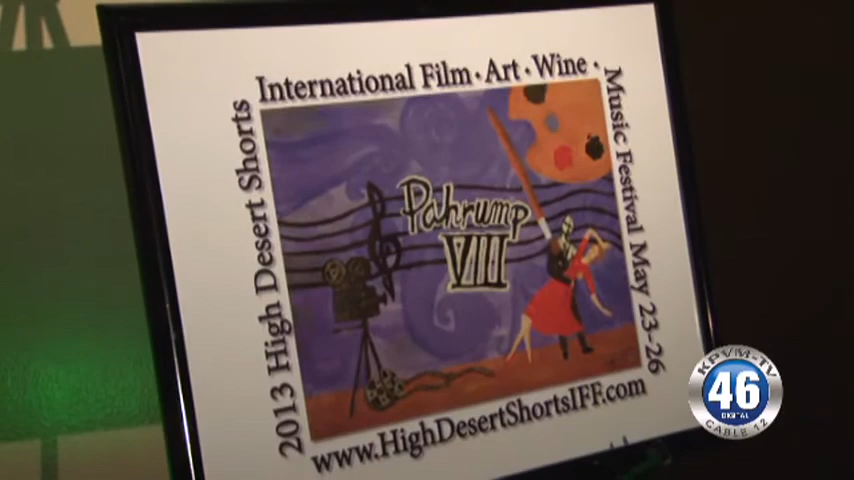 2013 High Desert Shorts
International Film · Art · Wine ·
Music Festival May 23-26
Pahrump
VIII
www.HighDesertShortsIFF.com
KPVM-TV
46
DIGITAL
CABLE 12